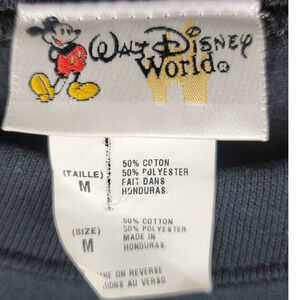 Walt Disney
World®
(TAILLE)
M
50% COTON
50% POLYESTER
FAIT DANS
HONDURAS.
(SIZE)
M
50% COTTON
50% POLYESTER
MADE IN
HONDURAS.
ON REVERSE
AU VERSO